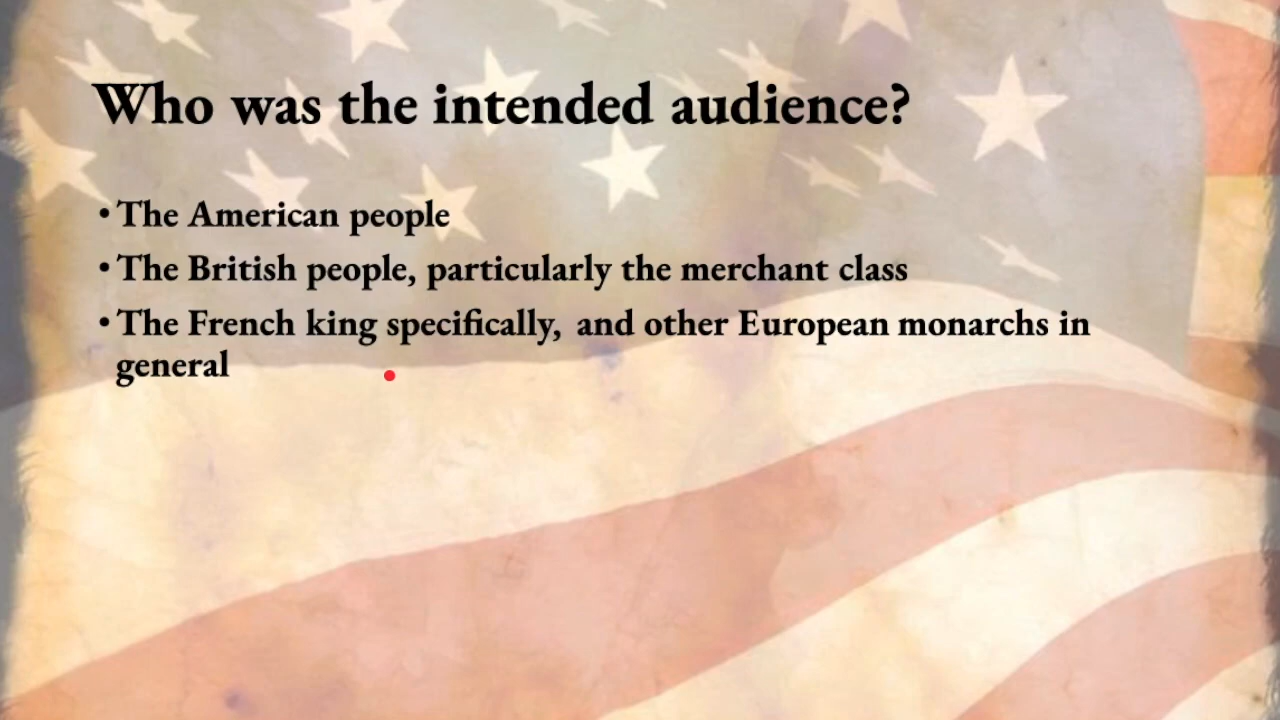 Who was the intended audience?
• The American people
• The British people, particularly the merchant class
• The French king specifically, and other European monarchs in
general